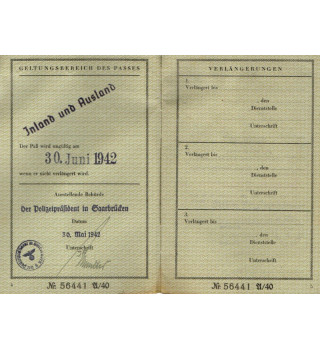 GELTUNGSBEREICH DES PASSES
Inland und Ausland
Der Paß wird ungültig am
30. Juni 1942
wenn er nicht verlängert wird.
Ausstellende Behörde
Der Polizeipräsident in Saarbrücken
Datum
30. Mai 1942
Unterschrift
4
№ 56441 A/40
VERLÄNGERUNGEN
1.
Verlängert bis
, den
Dienststelle
Unterschrift
2.
Verlängert bis
, den
Dienststelle
Unterschrift
3.
Verlängert bis
, den
Dienststelle
Unterschrift
№ 56441 A/40
5